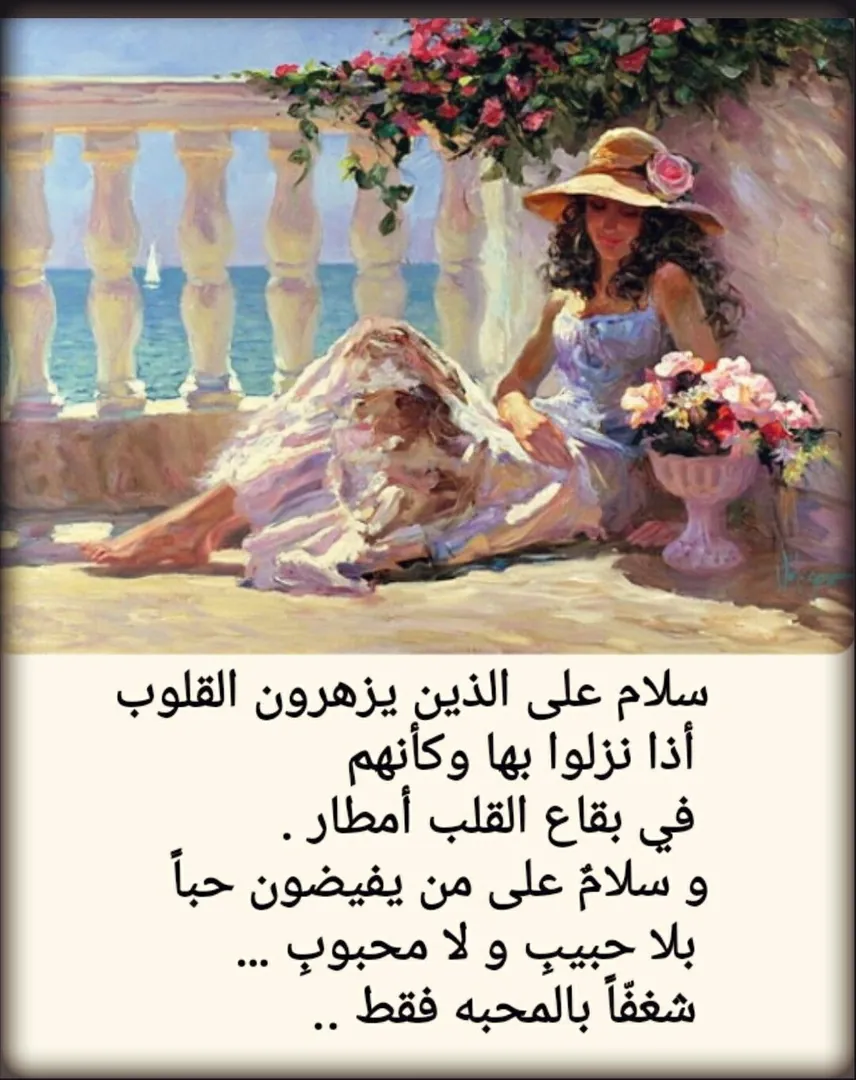 سلام على الذين يزهرون القلوب
أذا نزلوا بها وكأنهم
في بقاع القلب أمطار .
و سلامٌ على من يفيضون حباً
بلا حبيبِ و لا محبوبِ ...
شغفّاً بالمحبه فقط ..